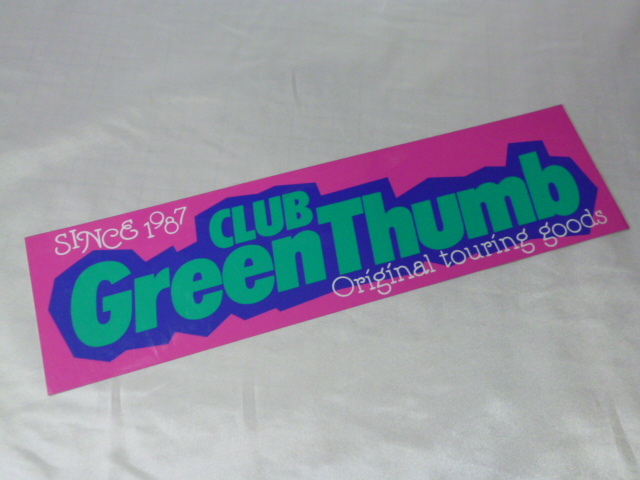 SINCE 1987
CLUB
GreenThumb
Original touring goods